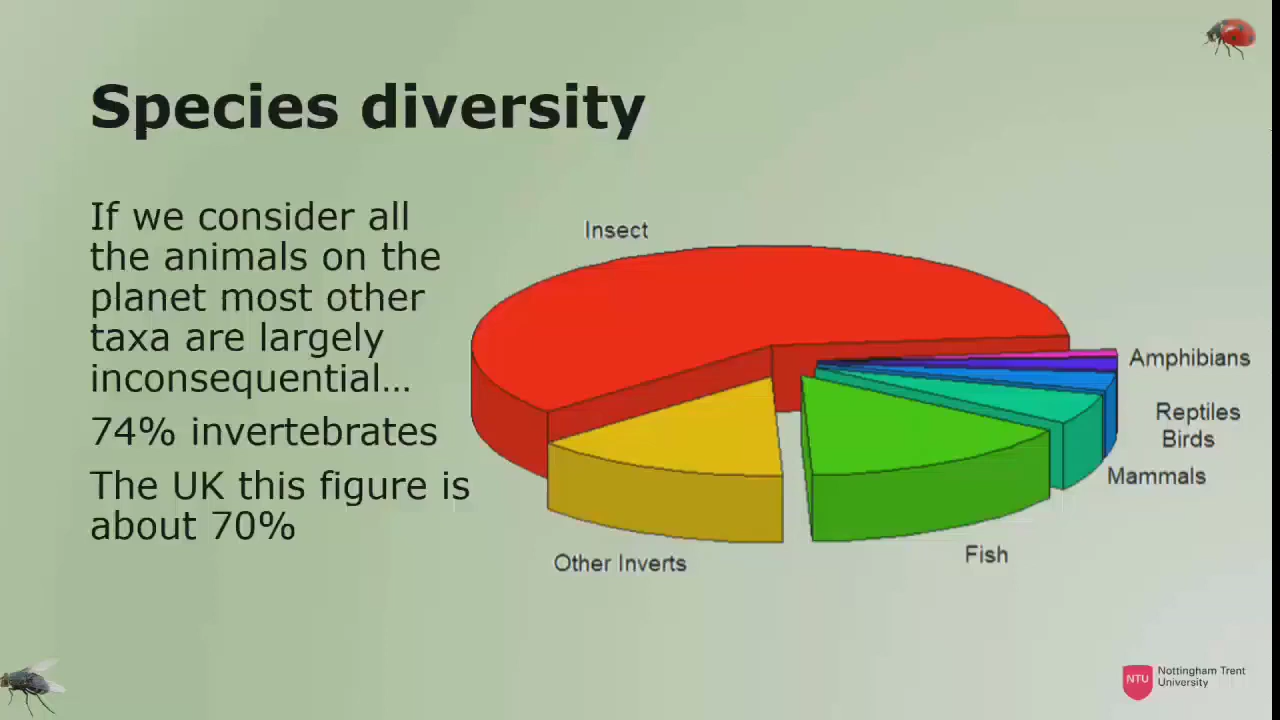 Species diversity
If we consider all
the animals on the
planet most other
taxa are largely
inconsequential...
74% invertebrates
The UK this figure is
about 70%
Insect
Amphibians
Reptiles
Birds
Mammals
Fish
Other Inverts
NTU
Nottingham Trent
University